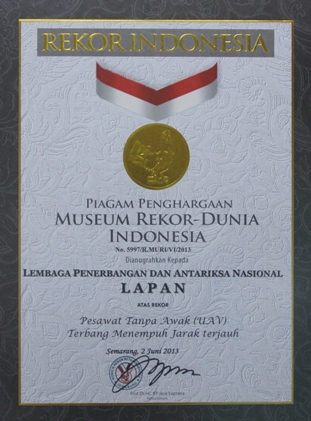 REKOR INDONESIA
PIAGAM PENGHARGAAN
MUSEUM REKOR-DUNIA
INDONESIA
No. 5997/R.MURI/VI/2013
Dianugrahkan Kepada
LEMBAGA PENERBANGAN DAN ANTARIKSA NASIONAL
LAPAN
ATAS REKOR
Pesawat Tanpa Awak (UAV)
Terbang Menempuh Jarak terjauh
Semarang, 2 Juni 2013